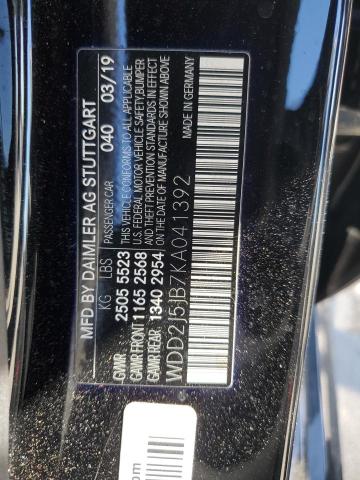 MFD BY DAIMLER AG STUTTGART
PASSENGER CAR 040 03/19
KG LBS THIS VEHICLE CONFORMS TO ALL APPLICABLE
GVWR 2505 5523 U.S. FEDERAL MOTOR VEHICLE SAFETY BUMPER
GAWR FRONT 1165 2568 AND THEFT PREVENTION STANDARDS IN EFFECT
GAWR REAR 1340 2954 ON THE DATE OF MANUFACTURE SHOWN ABOVE.
WDD2J5JB7KA041392
MADE IN GERMANY
.com